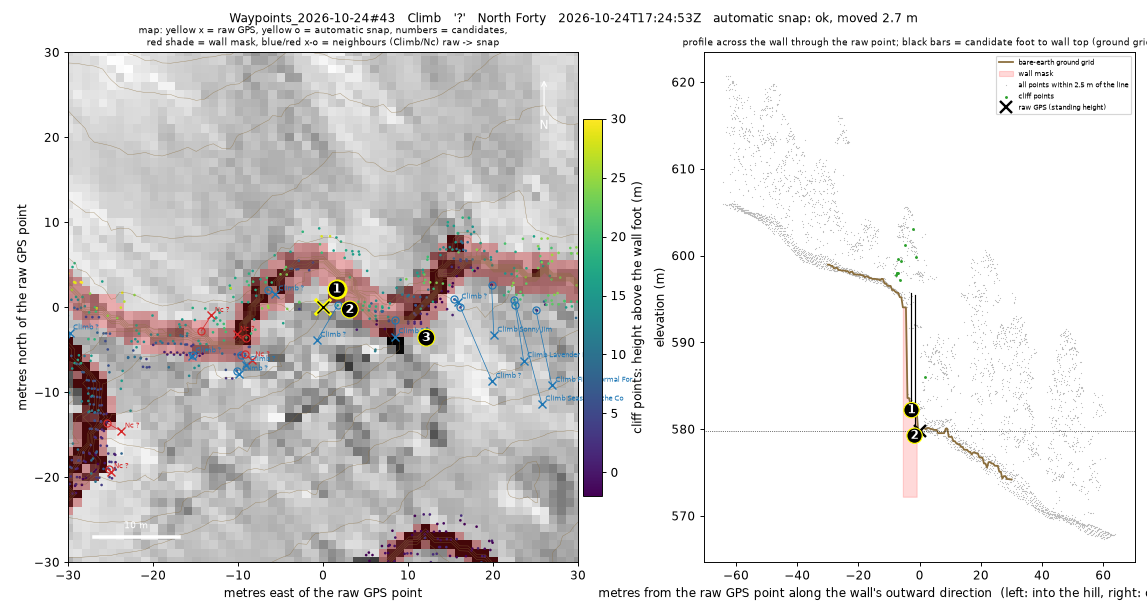 Waypoints_2026-10-24#43 Climb '?' North Forty 2026-10-24T17:24:53Z automatic snap: ok, moved 2.7 m
map: yellow x = raw GPS, yellow o = automatic snap, numbers = candidates,
red shade = wall mask, blue/red x-o = neighbours (Climb/Nc) raw -> snap
profile across the wall through the raw point; black bars = candidate foot to wall top (ground gri
metres north of the raw GPS point
30
20
10
0
−10
−20
−30
−30
−20
−10
0
10
20
30
metres east of the raw GPS point
N
10 m
1
2
3
Climb ?
Climb ?
Climb ?
Climb ?
Climb ?
Climb Sonny Jim
Nc ?
Nc ?
30
25
20
15
10
5
0
cliff points: height above the wall foot (m)
elevation (m)
620
610
600
590
580
570
−60
−40
−20
0
20
40
60
metres from the raw GPS point along the wall's outward direction (left: into the hill, right:
bare-earth ground grid
wall mask
all points within 2.5 m of the line
cliff points
raw GPS (standing height)
1
2